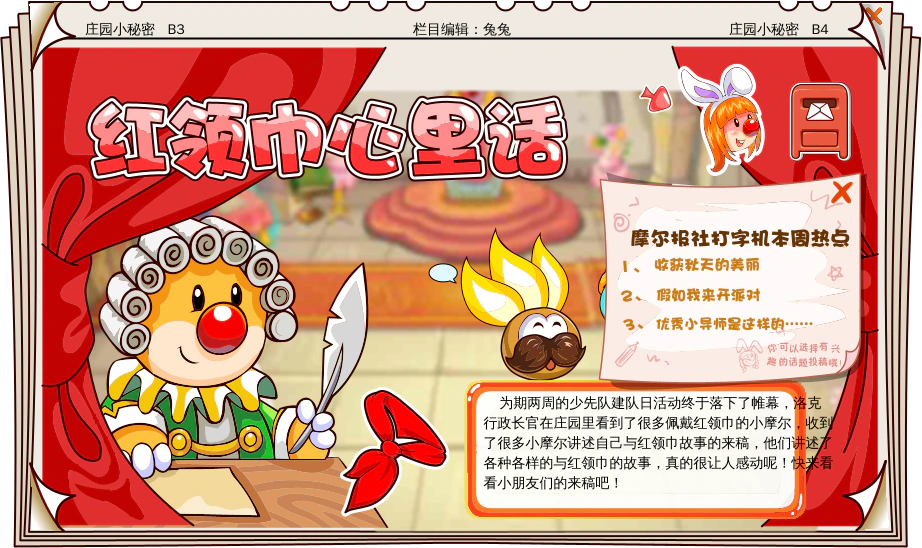 庄园小秘密 B3
栏目编辑：兔兔
庄园小秘密 B4
红领巾心里话
摩尔报社打字机本周热点
1、收获秋天的美丽
2、假如我来开派对
3、优秀小导师是这样的……
你可以选择有兴
趣的话题投稿哦！
为期两周的少先队建队日活动终于落下了帷幕，洛克
行政长官在庄园里看到了很多佩戴红领巾的小摩尔，收到
了很多小摩尔讲述自己与红领巾故事的来稿，他们讲述了
各种各样的与红领巾的故事，真的很让人感动呢！快来看
看小朋友们的来稿吧！